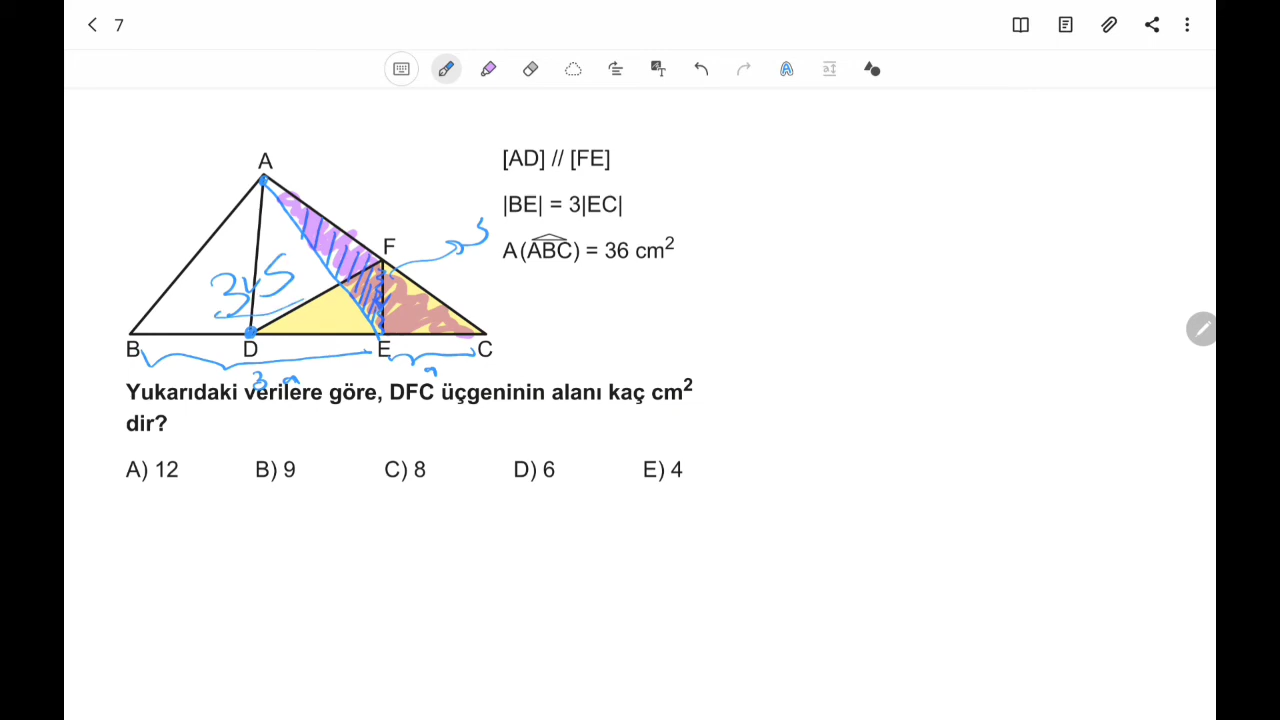 7
A
[AD] // [FE]
|BE| = 3|EC|
F
S
A(ABC) = 36 cm²
3S
B
D
E
C
3a
a
Yukarıdaki verilere göre, DFC üçgeninin alanı kaç cm²
dir?
A) 12 B) 9 C) 8 D) 6 E) 4